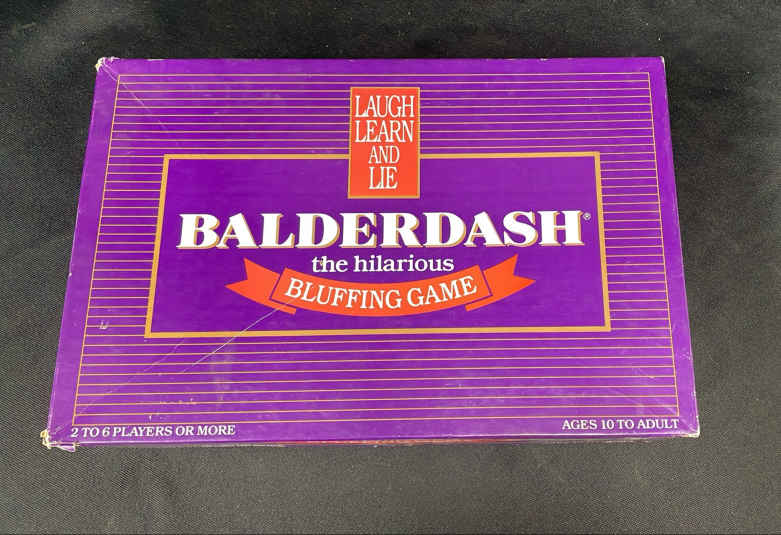 LAUGH
LEARN
AND
LIE
BALDERDASH®
the hilarious
BLUFFING GAME
2 TO 6 PLAYERS OR MORE
AGES 10 TO ADULT